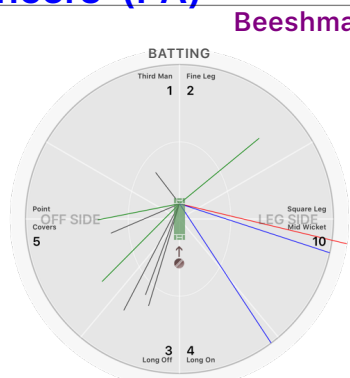 (PA)
Beeshma
BATTING
Third Man
Fine Leg
1
2
Point
OFF SIDE
Covers
5
Square Leg
LEG SIDE
Mid Wicket
10
3
4
Long Off
Long On